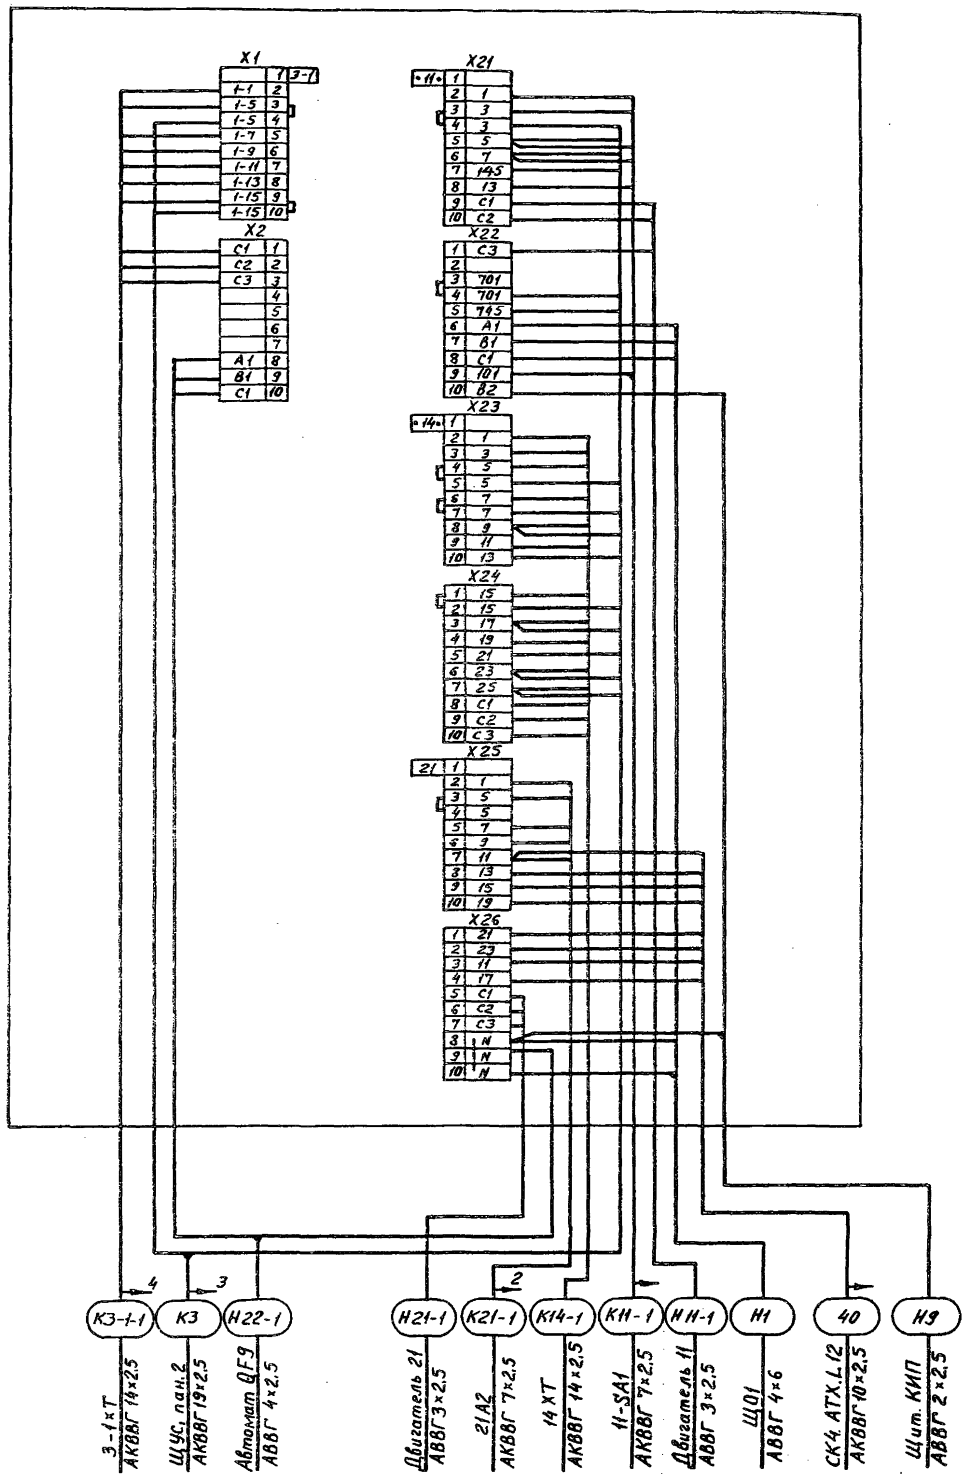 X1
1 3-1
1-1 2
1-5 3
1-5 4
1-7 5
1-9 6
1-11 7
1-13 8
1-15 9
1-15 10
X2
C1 1
C2 2
C3 3
4
5
6
7
A1 8
B1 9
C1 10
X21
•11• 1
2 1
3 3
4 3
5 5
6 7
7 145
8 13
9 C1
10 C2
X22
1 C3
2
3 701
4 701
5 745
6 A1
7 B1
8 C1
9 101
10 B2
X23
•14• 1
2 1
3 3
4 5
5 5
6 7
7 7
8 9
9 11
10 13
X24
1 15
2 15
3 17
4 19
5 21
6 23
7 25
8 C1
9 C2
10 C3
X25
21 1
2 1
3 5
4 5
5 7
6 9
7 11
8 13
9 15
10 19
X26
1 21
2 23
3 11
4 17
5 C1
6 C2
7 C3
8 N
9 N
10 N
4
3
2
К3-1-1
К3
Н22-1
Н21-1
К21-1
К14-1
К11-1
Н11-1
Н1
40
Н9
3-1хТ
АКВВГ 14×2,5
ЩУС, пан.2
АКВВГ 19×2,5
Автомат QF9
АВВГ 4×2,5
Двигатель 21
АВВГ 3×2,5
21А2
АКВВГ 7×2,5
14ХТ
АКВВГ 14×2,5
11-SA1
АКВВГ 7×2,5
Двигатель 11
АВВГ 3×2,5
ЩО1
АВВГ 4×6
СК4. АТХ.Л.12
АКВВГ 10×2,5
Щит. КИП
АВВГ 2×2,5